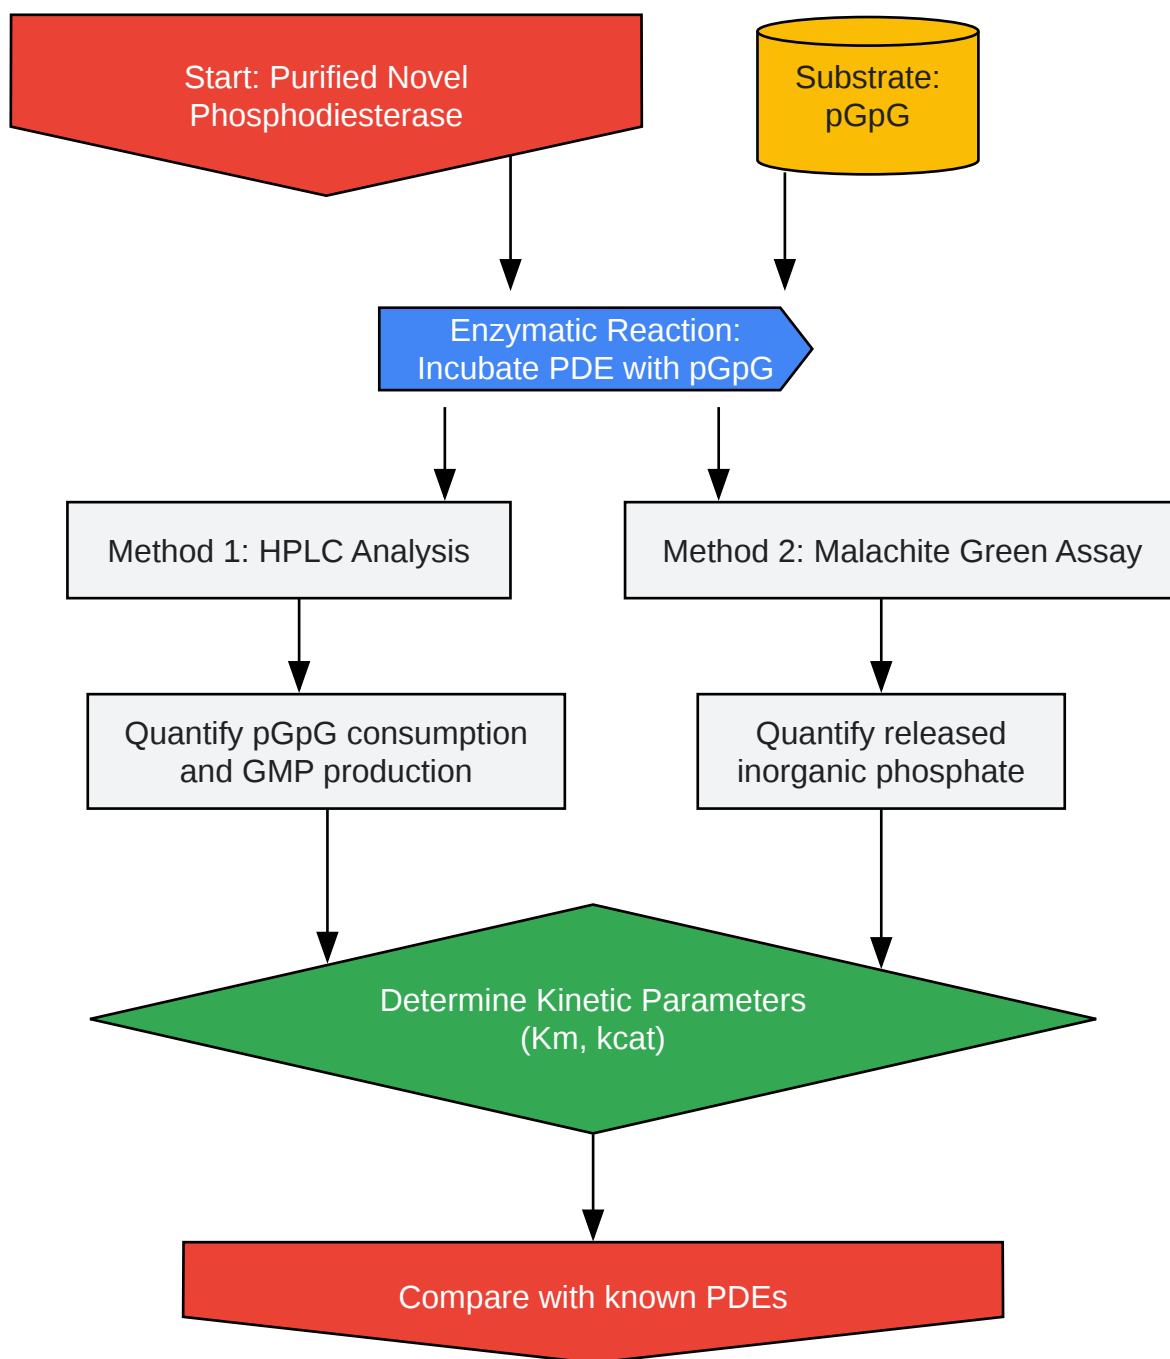 Start: Purified Novel
Phosphodiesterase
Substrate:
pGpG
Enzymatic Reaction:
Incubate PDE with pGpG
Method 1: HPLC Analysis
Method 2: Malachite Green Assay
Quantify pGpG consumption
and GMP production
Quantify released
inorganic phosphate
Determine Kinetic Parameters
(Km, kcat)
Compare with known PDEs